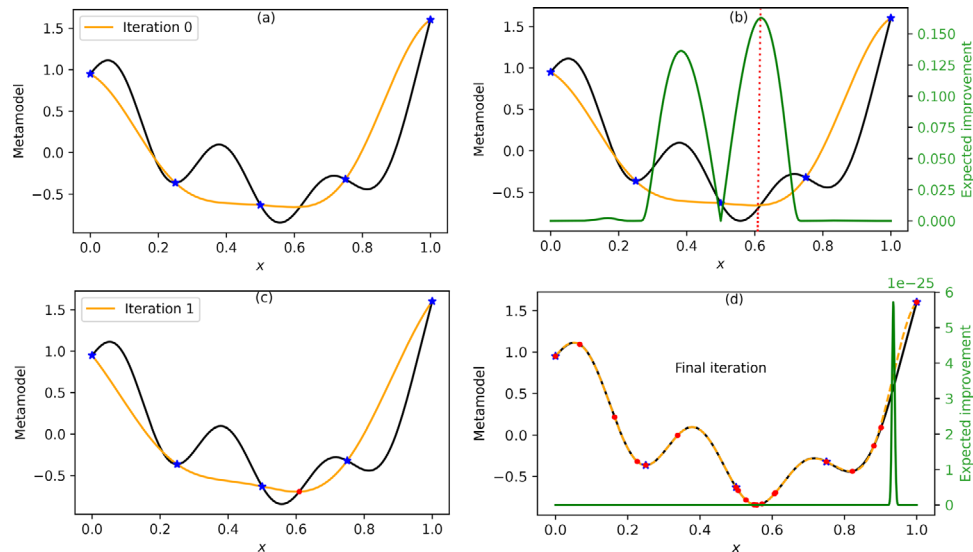 (a)
Iteration 0
Metamodel
1.5
1.0
0.5
0.0
−0.5
0.0 0.2 0.4 0.6 0.8 1.0
x
(b)
Metamodel
1.5
1.0
0.5
0.0
−0.5
0.0 0.2 0.4 0.6 0.8 1.0
x
0.150
0.125
0.100
0.075
0.050
0.025
0.000
Expected improvement
(c)
Iteration 1
Metamodel
1.5
1.0
0.5
0.0
−0.5
0.0 0.2 0.4 0.6 0.8 1.0
x
(d)
1e−25
Final iteration
Metamodel
1.5
1.0
0.5
0.0
−0.5
0.0 0.2 0.4 0.6 0.8 1.0
x
6
5
4
3
2
1
0
Expected improvement